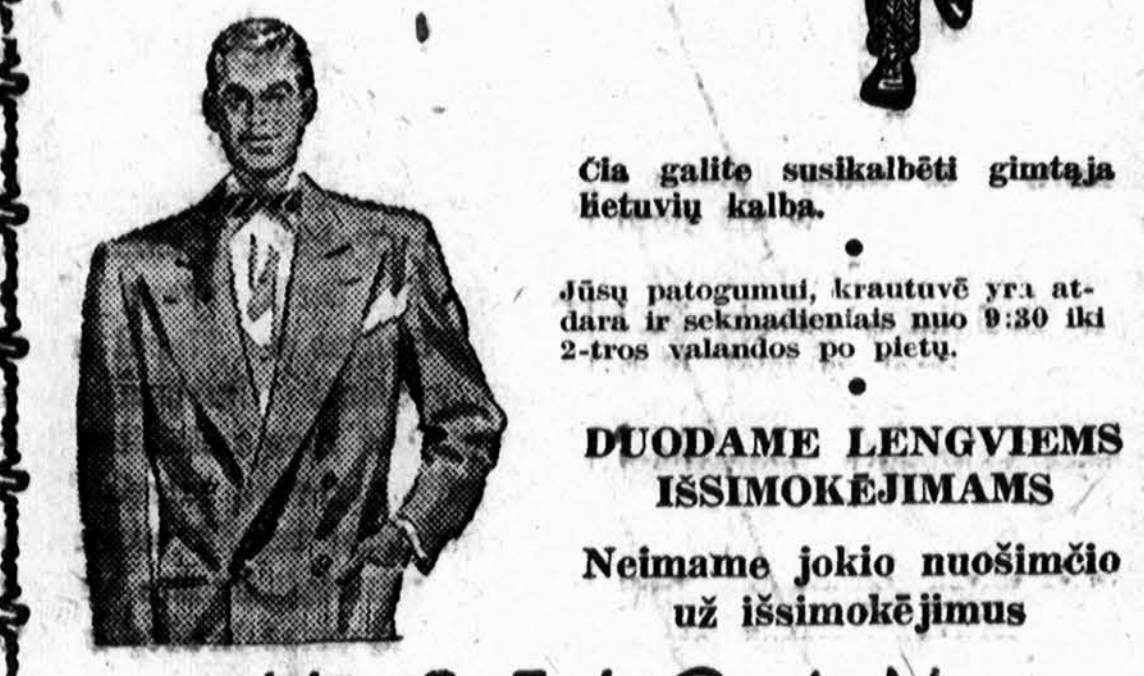 Čia galite susikalbėti gimtąja
lietuvių kalba.
Jūsų patogumui, krautuvė yra at-
dara ir sekmadieniais nuo 9:30 iki
2-tros valandos po pietų.
DUODAME LENGVIEMS
IŠSIMOKĖJIMAMS
Neimame jokio nuošimčio
už išsimokėjimus